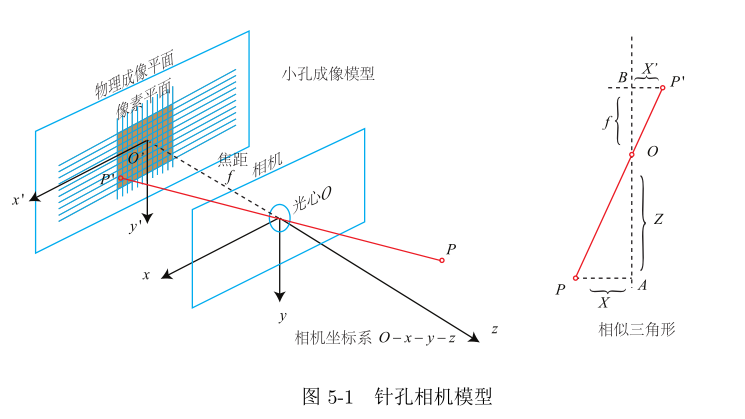 小孔成像模型
物理成像平面
像素平面
O'
P'
x'
y'
焦距
f
相机
光心O
P
x
y
z
相机坐标系 O−x−y−z
B
X'
P'
f
O
Z
P
X
A
相似三角形
图 5-1 针孔相机模型